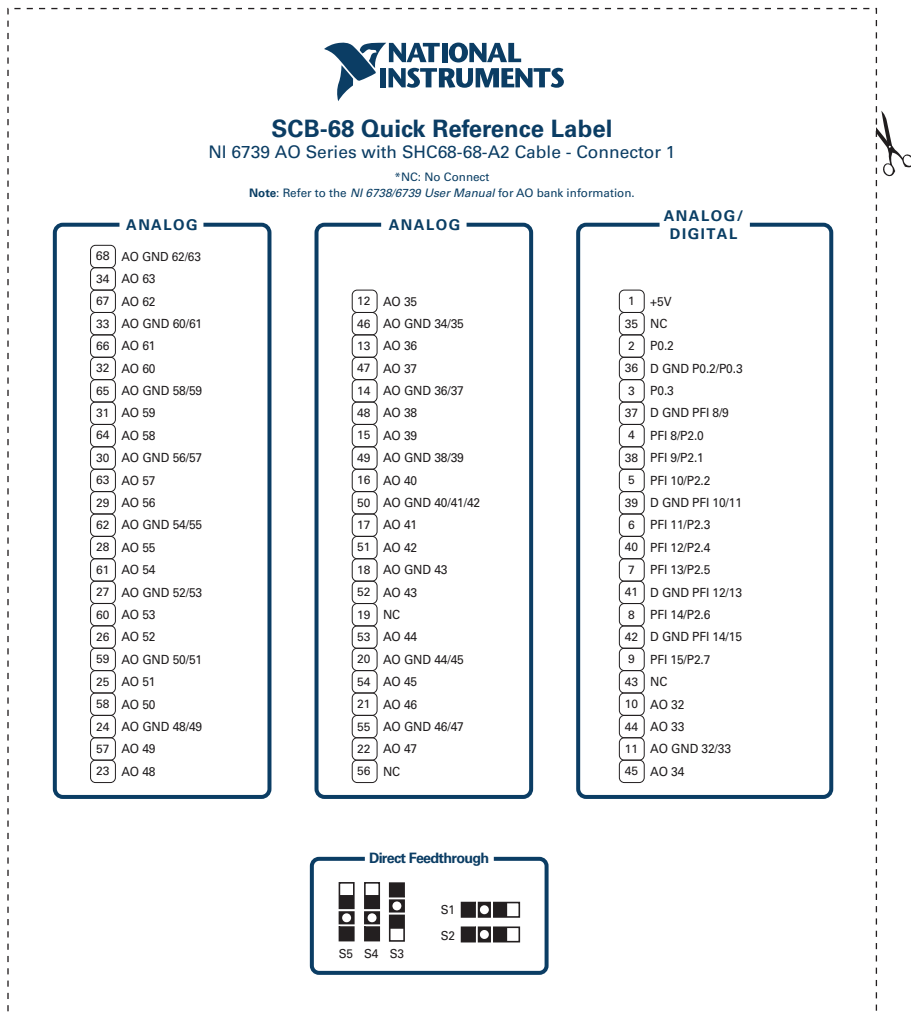 NATIONAL
INSTRUMENTS
SCB-68 Quick Reference Label
NI 6739 AO Series with SHC68-68-A2 Cable - Connector 1
*NC: No Connect
Note: Refer to the NI 6738/6739 User Manual for AO bank information.
ANALOG
68 AO GND 62/63
34 AO 63
67 AO 62
33 AO GND 60/61
66 AO 61
32 AO 60
65 AO GND 58/59
31 AO 59
64 AO 58
30 AO GND 56/57
63 AO 57
29 AO 56
62 AO GND 54/55
28 AO 55
61 AO 54
27 AO GND 52/53
60 AO 53
26 AO 52
59 AO GND 50/51
25 AO 51
58 AO 50
24 AO GND 48/49
57 AO 49
23 AO 48
ANALOG
12 AO 35
46 AO GND 34/35
13 AO 36
47 AO 37
14 AO GND 36/37
48 AO 38
15 AO 39
49 AO GND 38/39
16 AO 40
50 AO GND 40/41/42
17 AO 41
51 AO 42
18 AO GND 43
52 AO 43
19 NC
53 AO 44
20 AO GND 44/45
54 AO 45
21 AO 46
55 AO GND 46/47
22 AO 47
56 NC
ANALOG/
DIGITAL
1 +5V
35 NC
2 P0.2
36 D GND P0.2/P0.3
3 P0.3
37 D GND PFI 8/9
4 PFI 8/P2.0
38 PFI 9/P2.1
5 PFI 10/P2.2
39 D GND PFI 10/11
6 PFI 11/P2.3
40 PFI 12/P2.4
7 PFI 13/P2.5
41 D GND PFI 12/13
8 PFI 14/P2.6
42 D GND PFI 14/15
9 PFI 15/P2.7
43 NC
10 AO 32
44 AO 33
11 AO GND 32/33
45 AO 34
Direct Feedthrough
S1
S2
S5 S4 S3